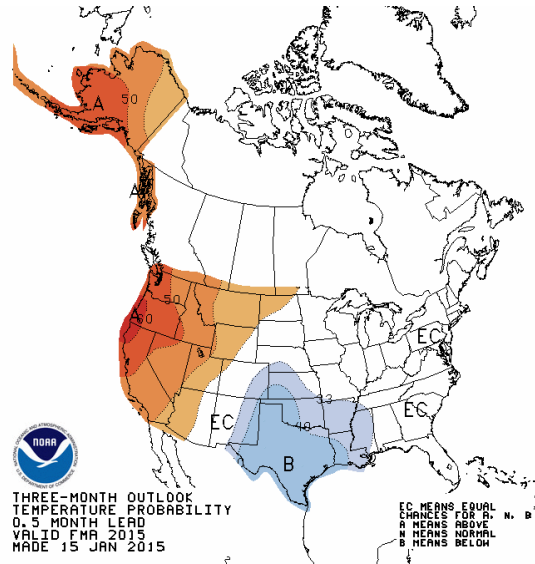 A
50
A
50
A
60
EC
EC
33
EC
40
B
NOAA
THREE-MONTH OUTLOOK
TEMPERATURE PROBABILITY
0.5 MONTH LEAD
VALID FMA 2015
MADE 15 JAN 2015
EC MEANS EQUAL
CHANCES FOR A, N, B
A MEANS ABOVE
N MEANS NORMAL
B MEANS BELOW